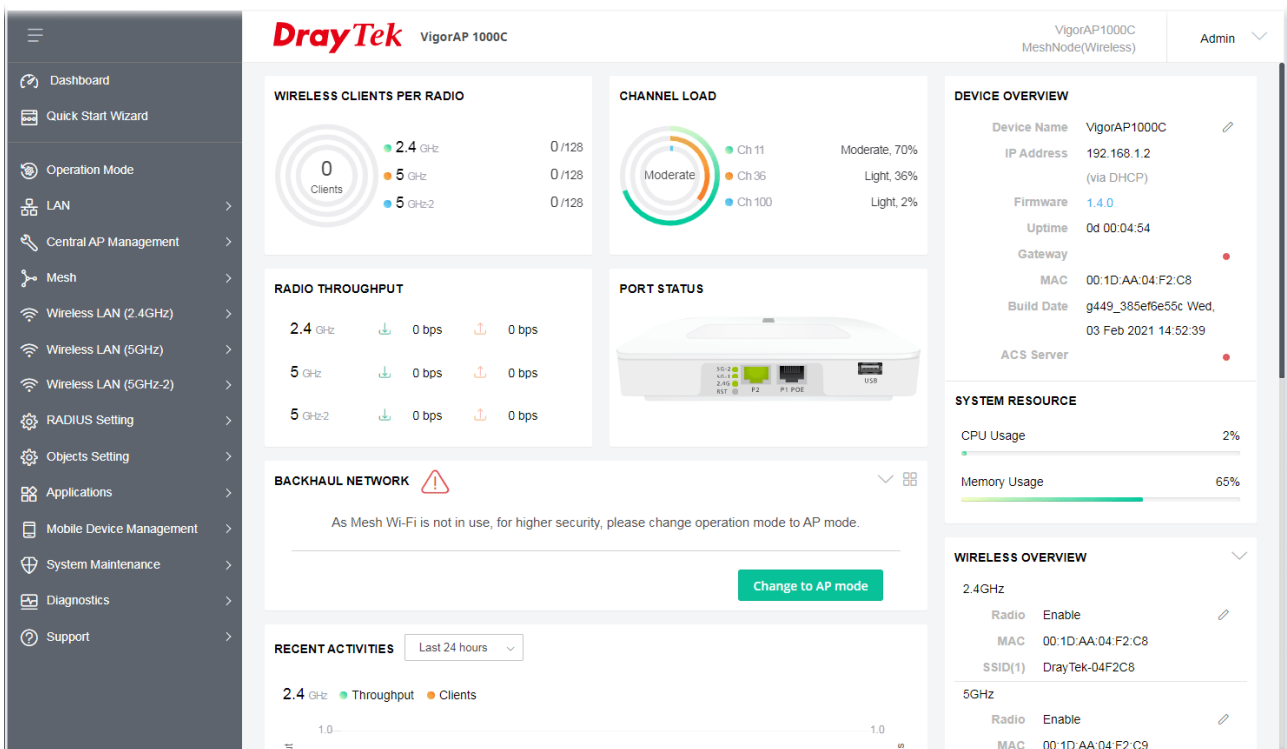 DrayTek VigorAP 1000C
VigorAP1000C
MeshNode(Wireless)
Admin
Dashboard
Quick Start Wizard
Operation Mode
LAN
Central AP Management
Mesh
Wireless LAN (2.4GHz)
Wireless LAN (5GHz)
Wireless LAN (5GHz-2)
RADIUS Setting
Objects Setting
Applications
Mobile Device Management
System Maintenance
Diagnostics
Support
WIRELESS CLIENTS PER RADIO
0
Clients
2.4 GHz 0 /128
5 GHz 0 /128
5 GHz-2 0 /128
CHANNEL LOAD
Moderate
Ch 11 Moderate, 70%
Ch 36 Light, 36%
Ch 100 Light, 2%
RADIO THROUGHPUT
2.4 GHz 0 bps 0 bps
5 GHz 0 bps 0 bps
5 GHz-2 0 bps 0 bps
PORT STATUS
5G-2
5G-1
2.4G
RST
P2
P1 POE
USB
BACKHAUL NETWORK
As Mesh Wi-Fi is not in use, for higher security, please change operation mode to AP mode.
Change to AP mode
RECENT ACTIVITIES Last 24 hours
2.4 GHz Throughput Clients
1.0 1.0
DEVICE OVERVIEW
Device Name VigorAP1000C
IP Address 192.168.1.2
(via DHCP)
Firmware 1.4.0
Uptime 0d 00:04:54
Gateway
MAC 00:1D:AA:04:F2:C8
Build Date g449_385ef6e55c Wed,
03 Feb 2021 14:52:39
ACS Server
SYSTEM RESOURCE
CPU Usage 2%
Memory Usage 65%
WIRELESS OVERVIEW
2.4GHz
Radio Enable
MAC 00:1D:AA:04:F2:C8
SSID(1) DrayTek-04F2C8
5GHz
Radio Enable
MAC 00:1D:AA:04:F2:C9